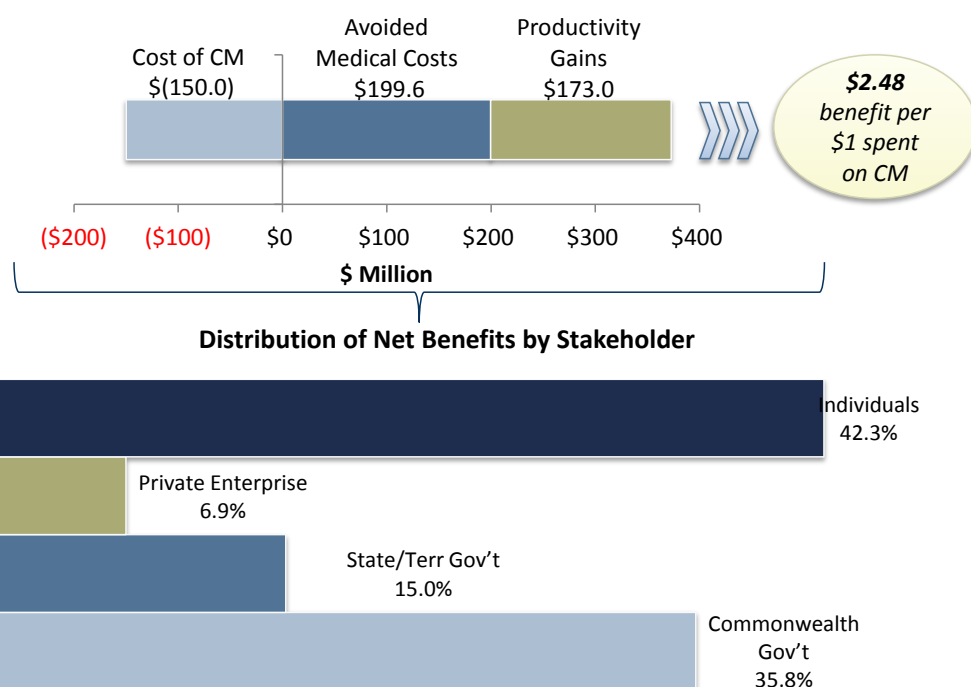 Cost of CM
$(150.0)
Avoided
Medical Costs
$199.6
Productivity
Gains
$173.0
$2.48
benefit per
$1 spent
on CM
($200) ($100) $0 $100 $200 $300 $400
$ Million
Distribution of Net Benefits by Stakeholder
Individuals
42.3%
Private Enterprise
6.9%
State/Terr Gov’t
15.0%
Commonwealth
Gov’t
35.8%